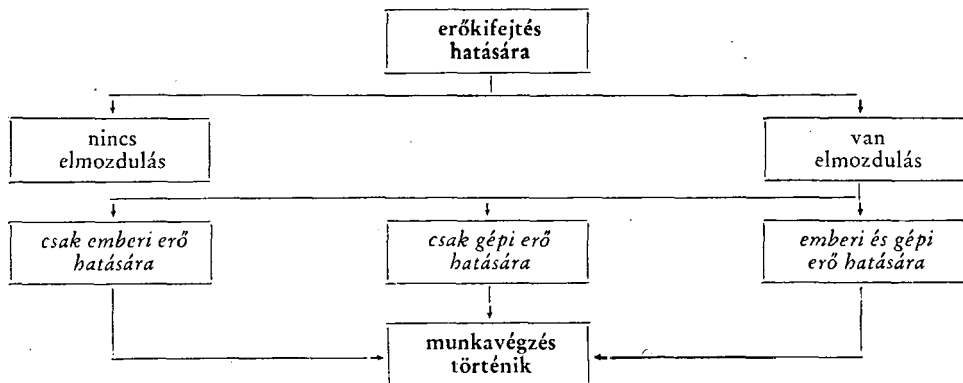 erőkifejtés
hatására
nincs
elmozdulás
van
elmozdulás
csak emberi erő
hatására
csak gépi erő
hatására
emberi és gépi
erő hatására
munkavégzés
történik